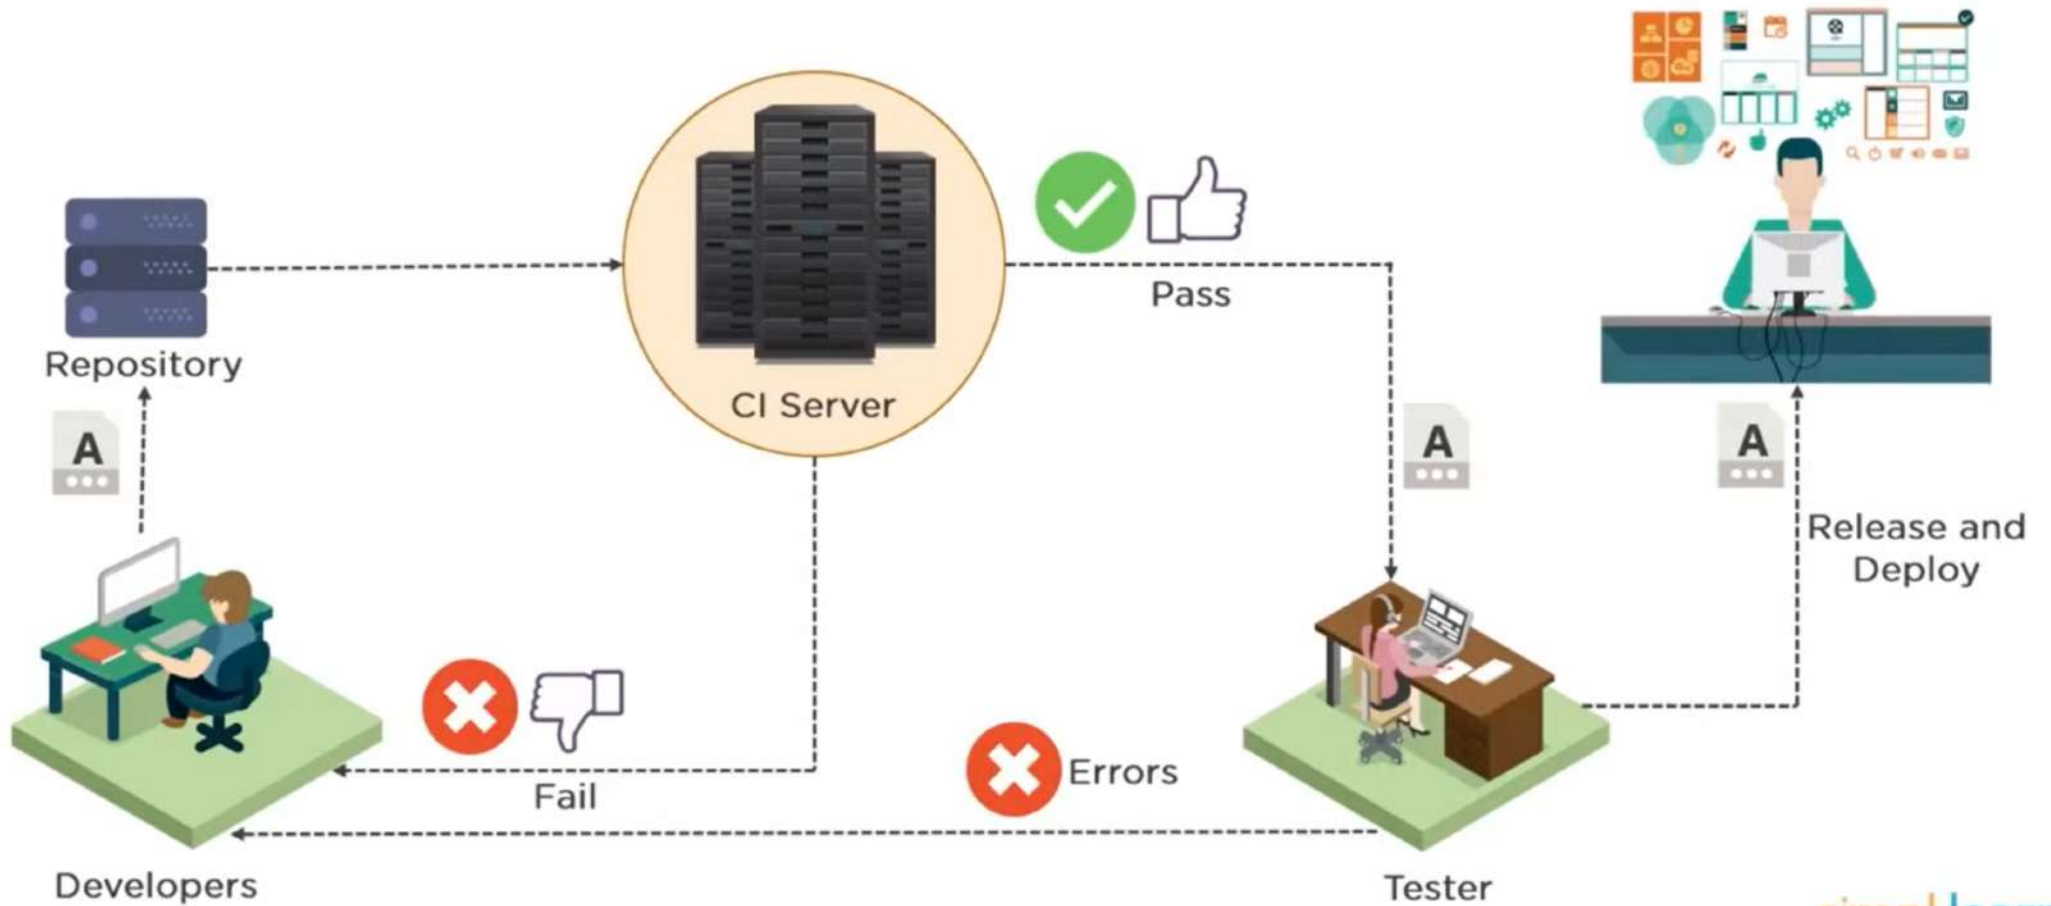 Pass
Repository
CI Server
A
A
A
Release and
Deploy
Errors
Fail
Developers
Tester